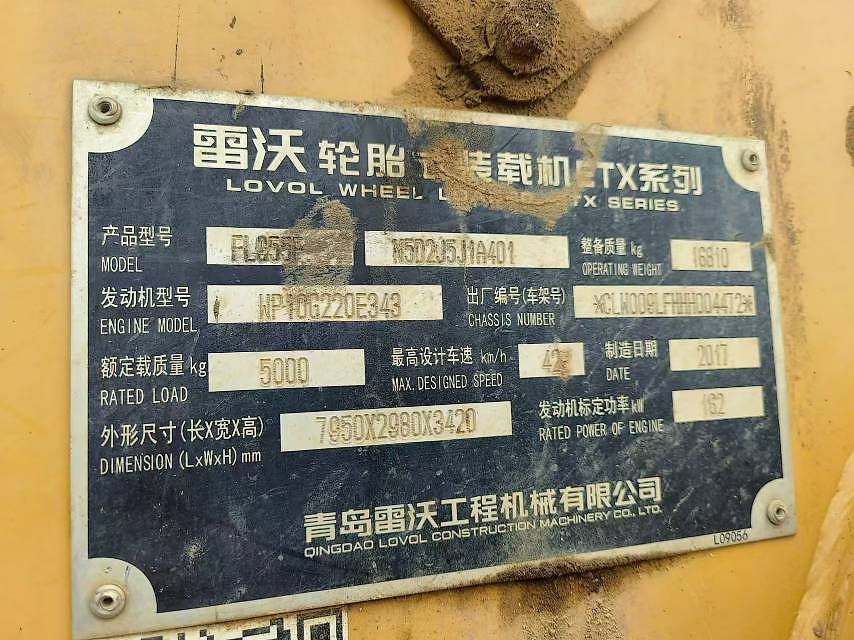 雷沃 轮胎式装载机 STX系列
LOVOL WHEEL TX SERIES
产品型号 N5D2J5J1A401 整备质量 kg 16810
MODEL OPERATING WEIGHT
发动机型号 WP10G220E343 出厂编号(车架号)
ENGINE MODEL CHASSIS NUMBER
额定载质量 kg 5000 最高设计车速 km/h 制造日期 2017
RATED LOAD MAX. DESIGNED SPEED DATE
外形尺寸(长X宽X高) 7950X2980X3420 发动机标定功率 kW 162
DIMENSION (LxWxH) mm RATED POWER OF ENGINE
青岛雷沃工程机械有限公司
QINGDAO LOVOL CONSTRUCTION MACHINERY CO., LTD.
L09056